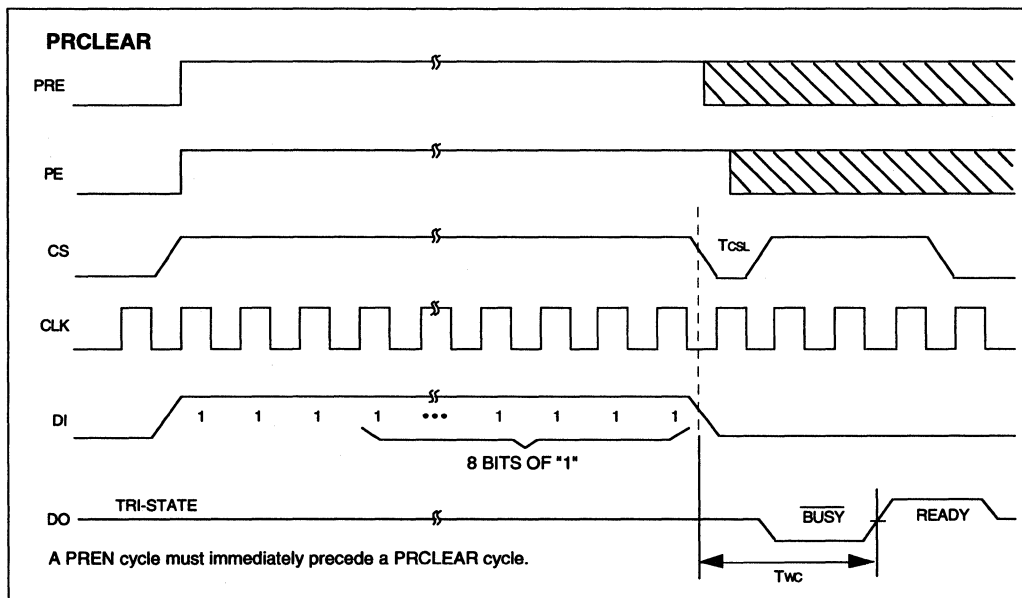 PRCLEAR
PRE
PE
CS
TCSL
CLK
DI
1 1 1 1 ••• 1 1 1 1
8 BITS OF "1"
TRI-STATE
DO
BUSY
READY
A PREN cycle must immediately precede a PRCLEAR cycle.
TWC